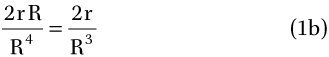 2rR/R⁴ = 2r/R³ (1b)